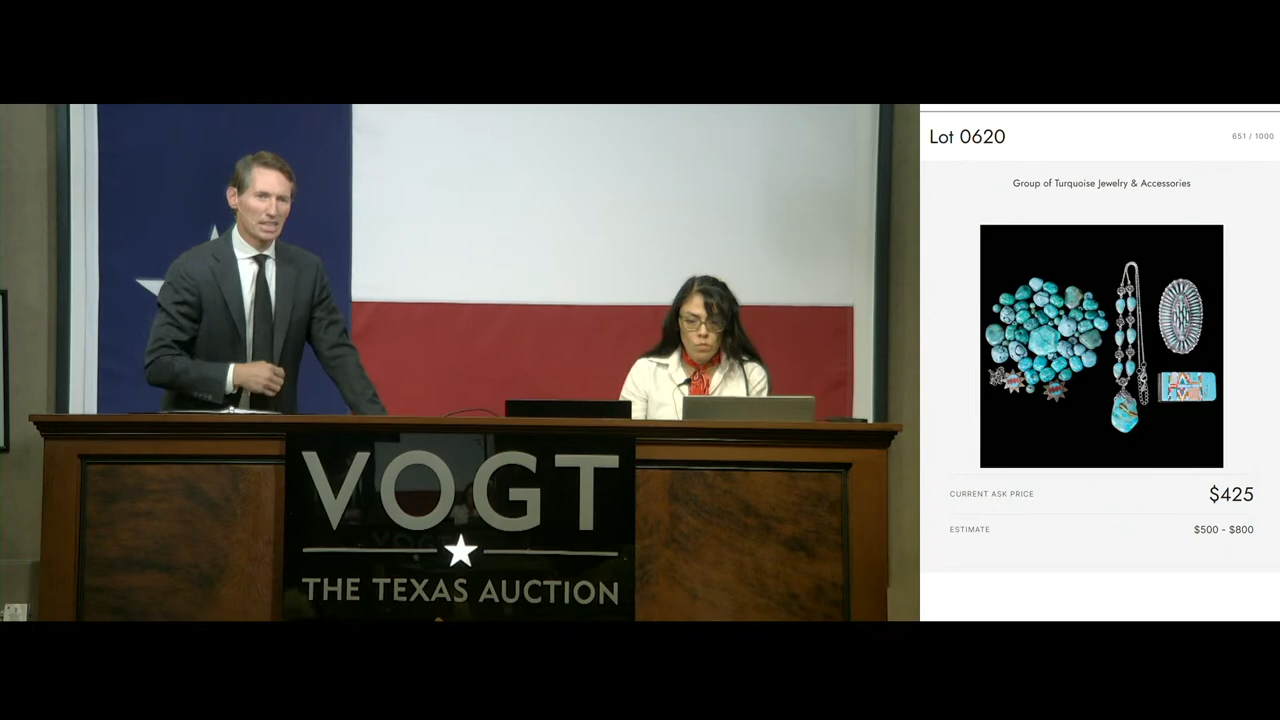 Lot 0620
651 / 1000
Group of Turquoise Jewelry & Accessories
CURRENT ASK PRICE
$425
ESTIMATE
$500 - $800
VOGT
THE TEXAS AUCTION